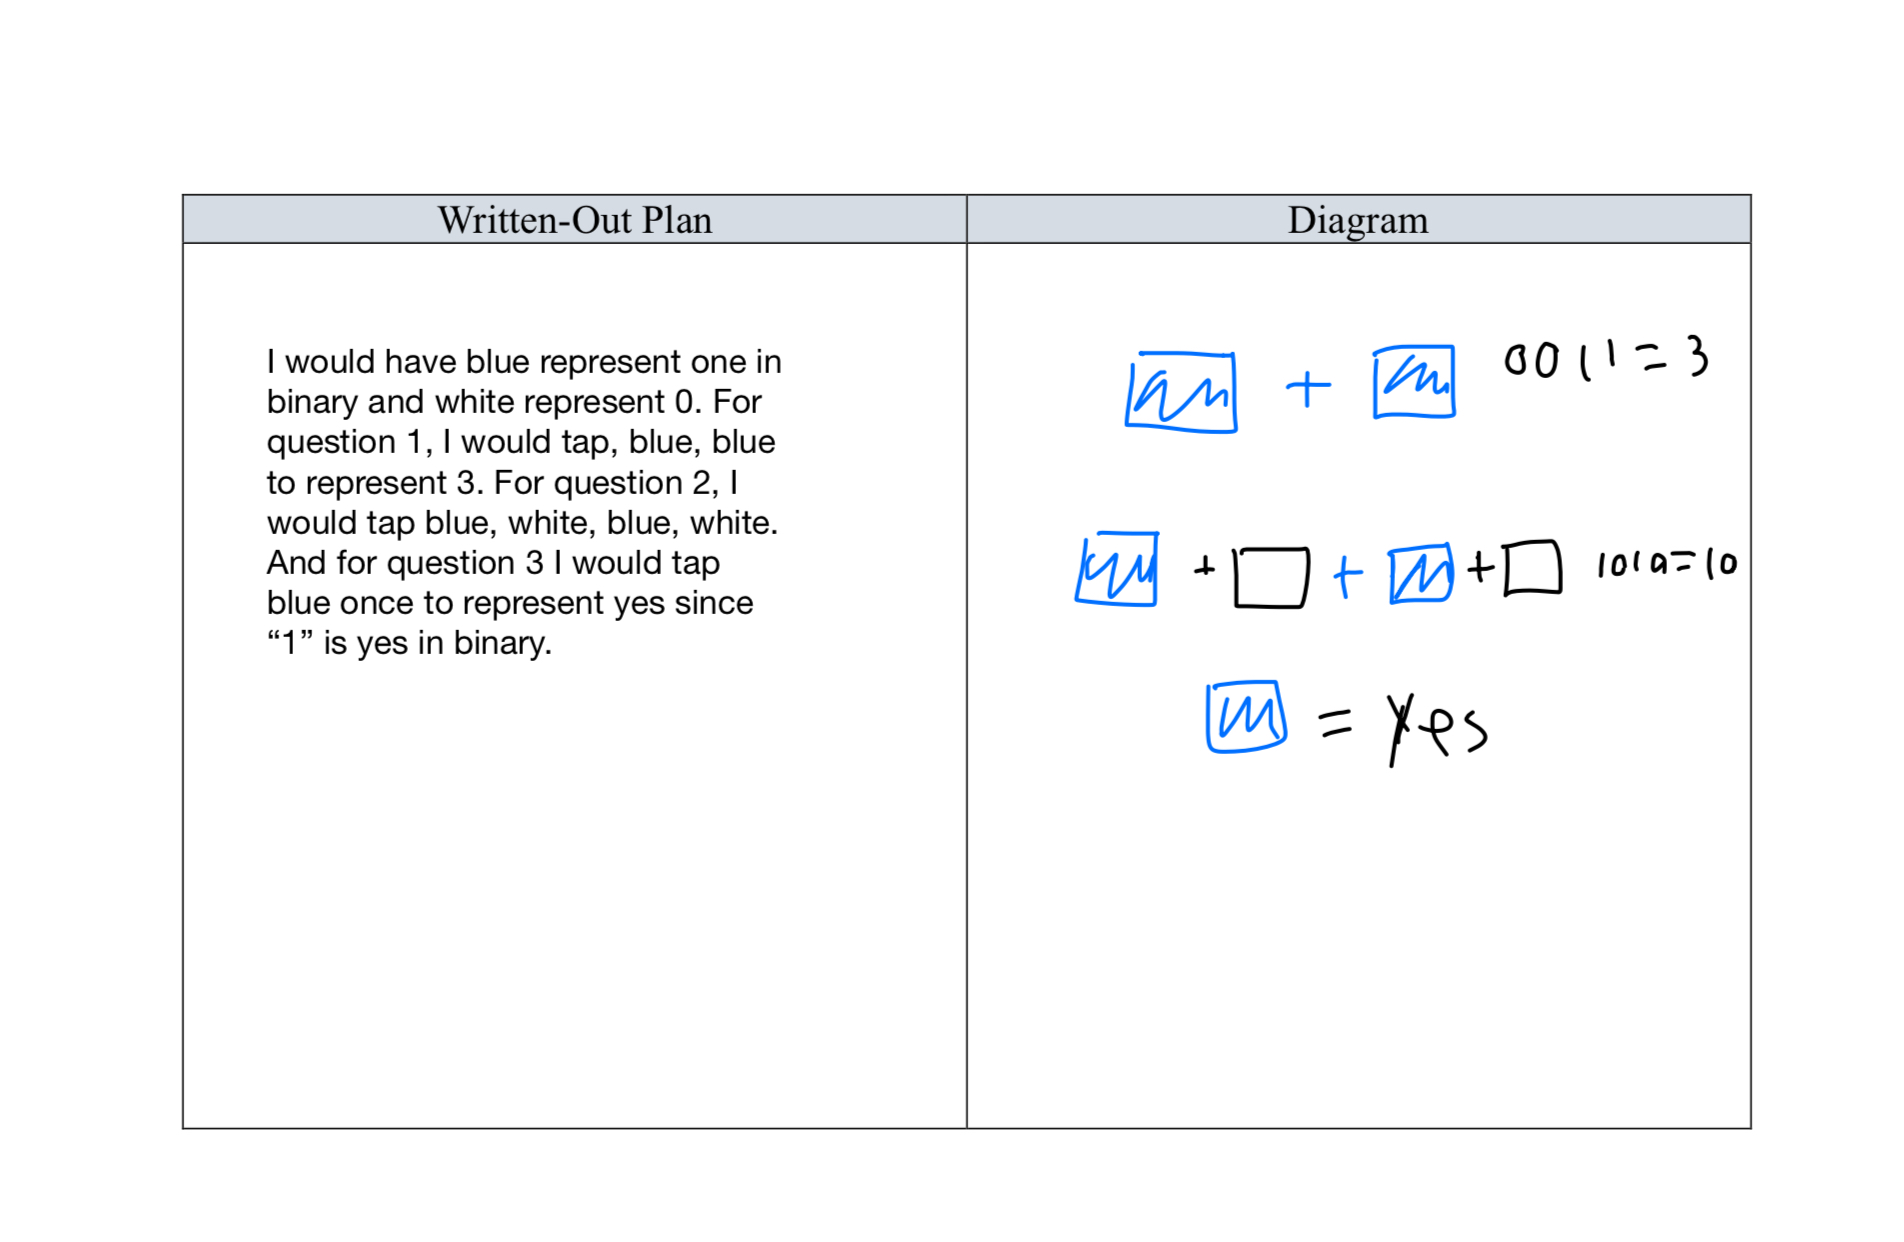 Written-Out Plan
Diagram
I would have blue represent one in
binary and white represent 0. For
question 1, I would tap, blue, blue
to represent 3. For question 2, I
would tap blue, white, blue, white.
And for question 3 I would tap
blue once to represent yes since
“1” is yes in binary.
+ 0011=3
+ + + 1010=10
= Yes